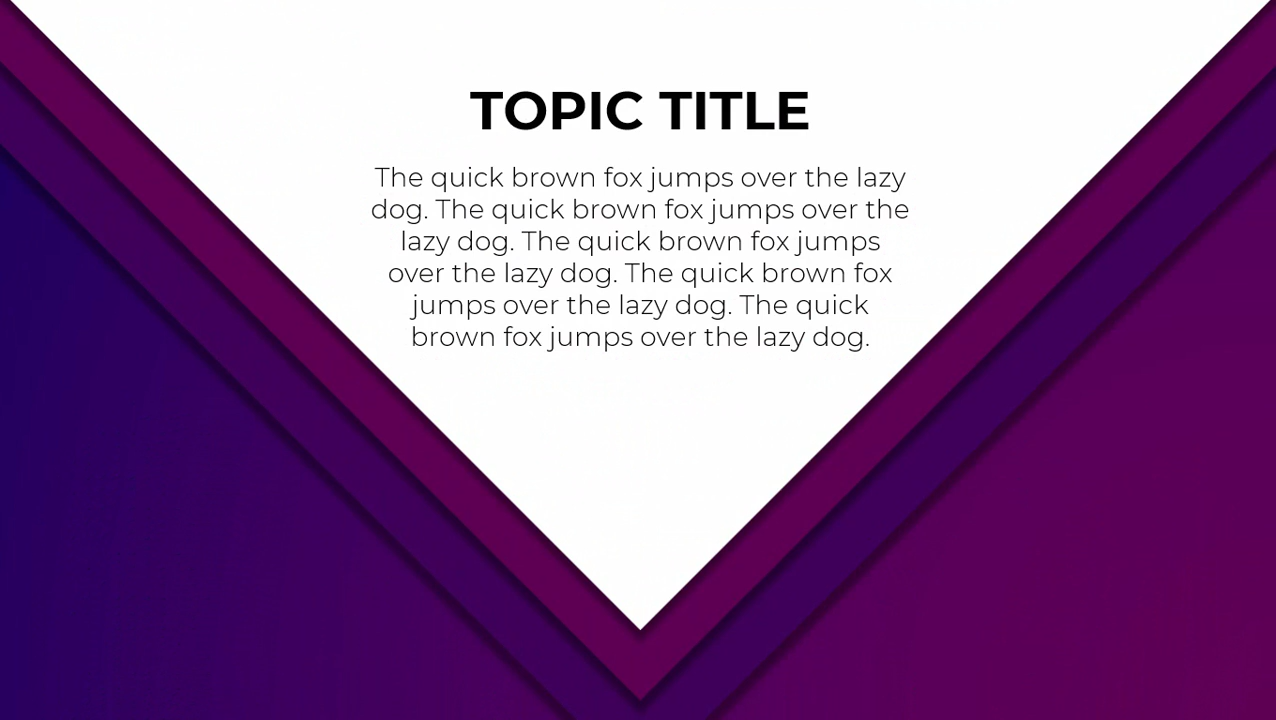 TOPIC TITLE
The quick brown fox jumps over the lazy
dog. The quick brown fox jumps over the
lazy dog. The quick brown fox jumps
over the lazy dog. The quick brown fox
jumps over the lazy dog. The quick
brown fox jumps over the lazy dog.